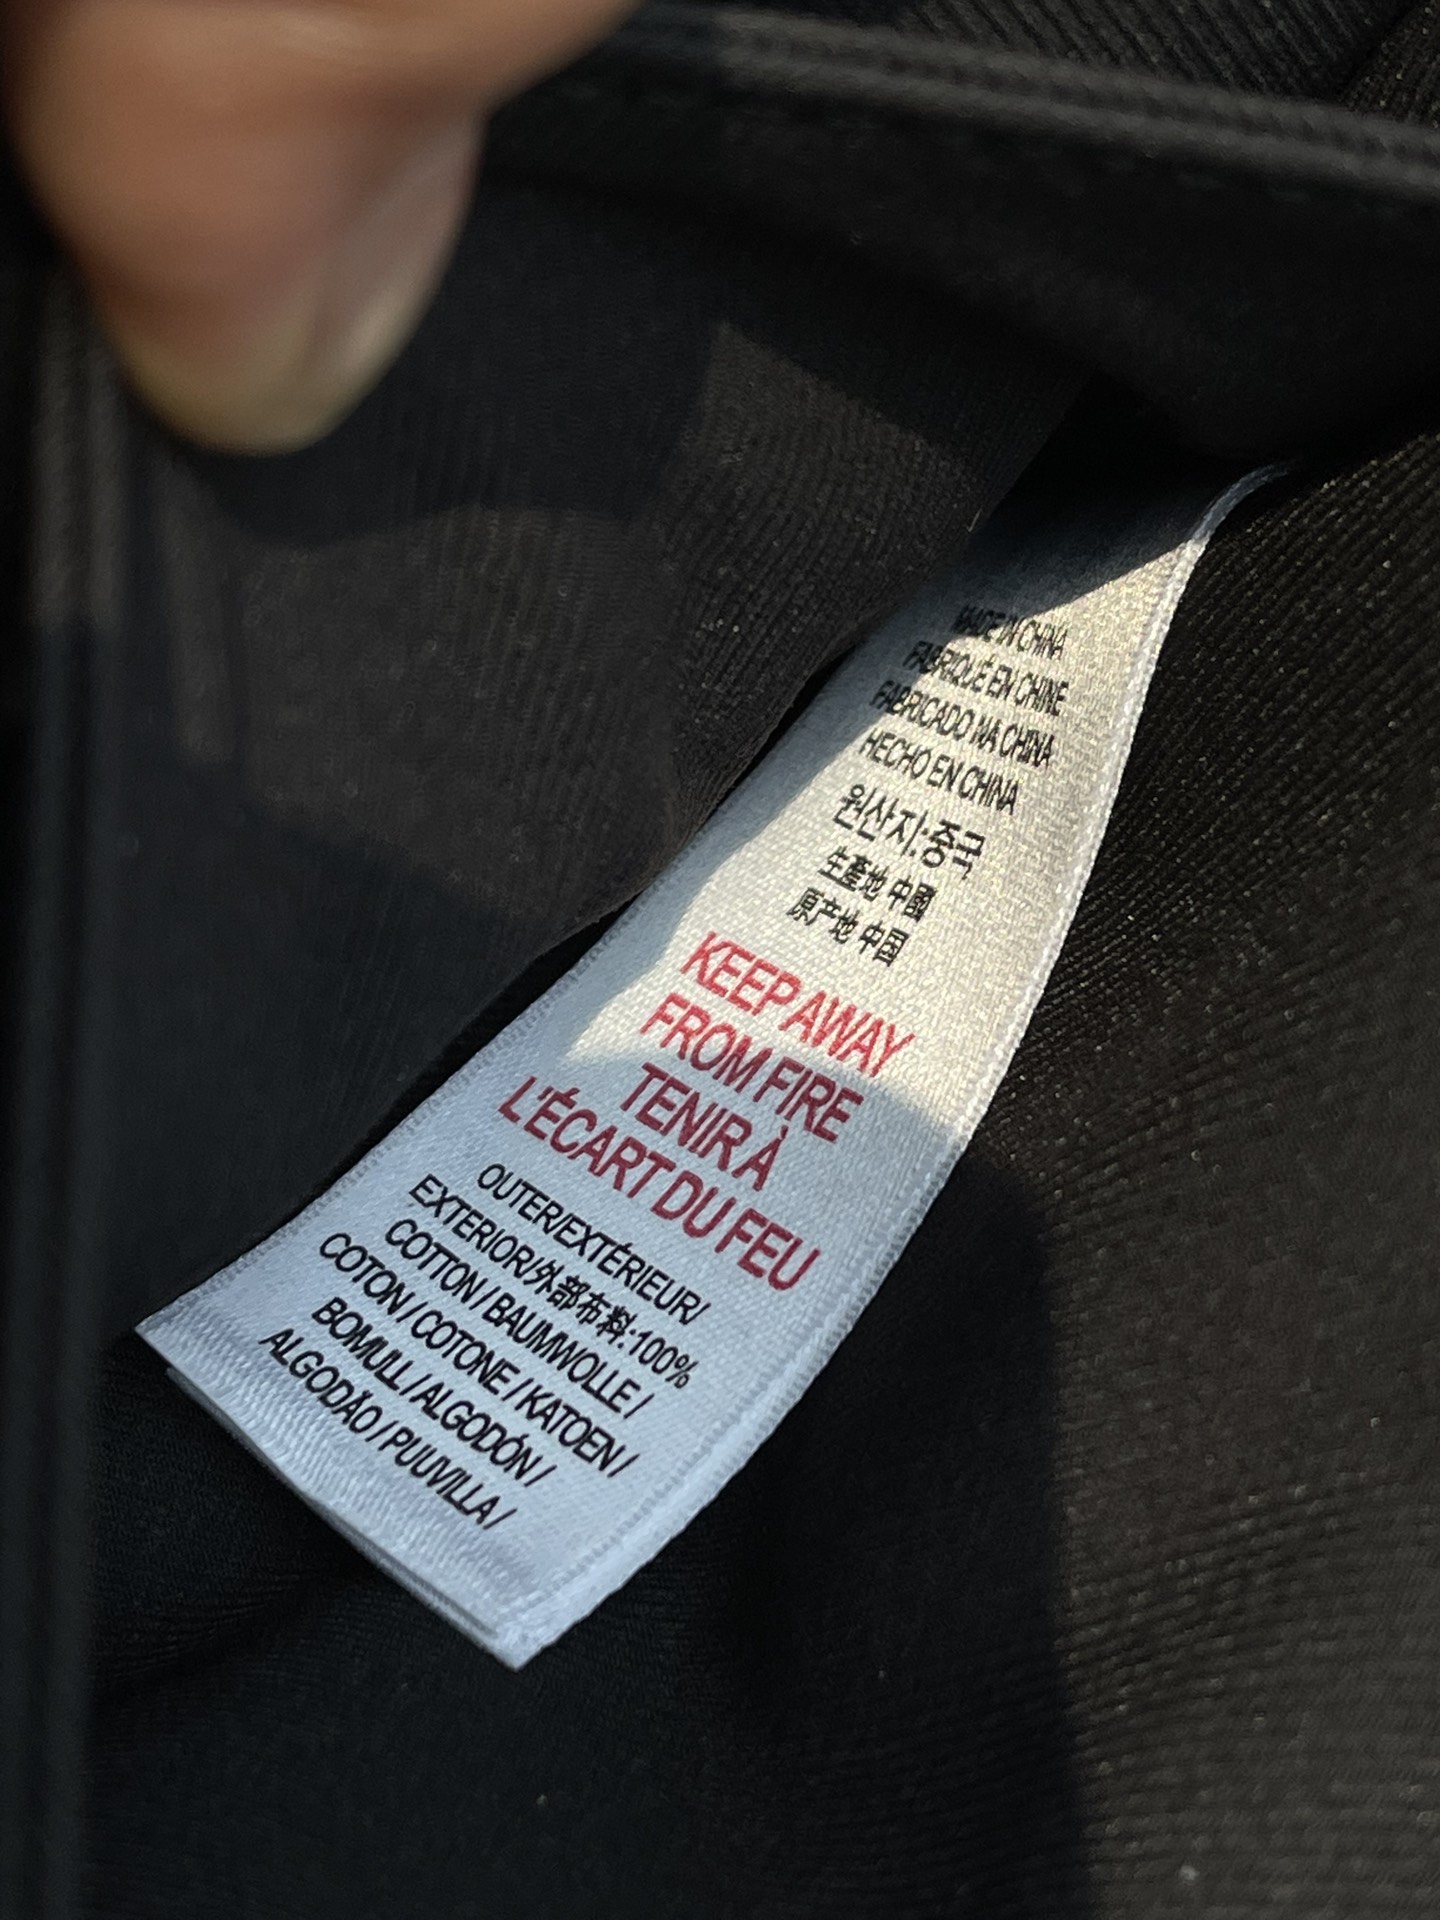 MADE IN CHINA
FABRIQUÉ EN CHINE
FABRICADO NA CHINA
HECHO EN CHINA
원산지:중국
生產地 中國
原产地 中国
KEEP AWAY
FROM FIRE
TENIR À
L'ÉCART DU FEU
OUTER/EXTÉRIEUR/
EXTERIOR/外部布料:100%
COTTON / BAUMWOLLE /
COTON / COTONE / KATOEN /
BOMULL / ALGODÓN /
ALGODÃO / PUUVILLA /